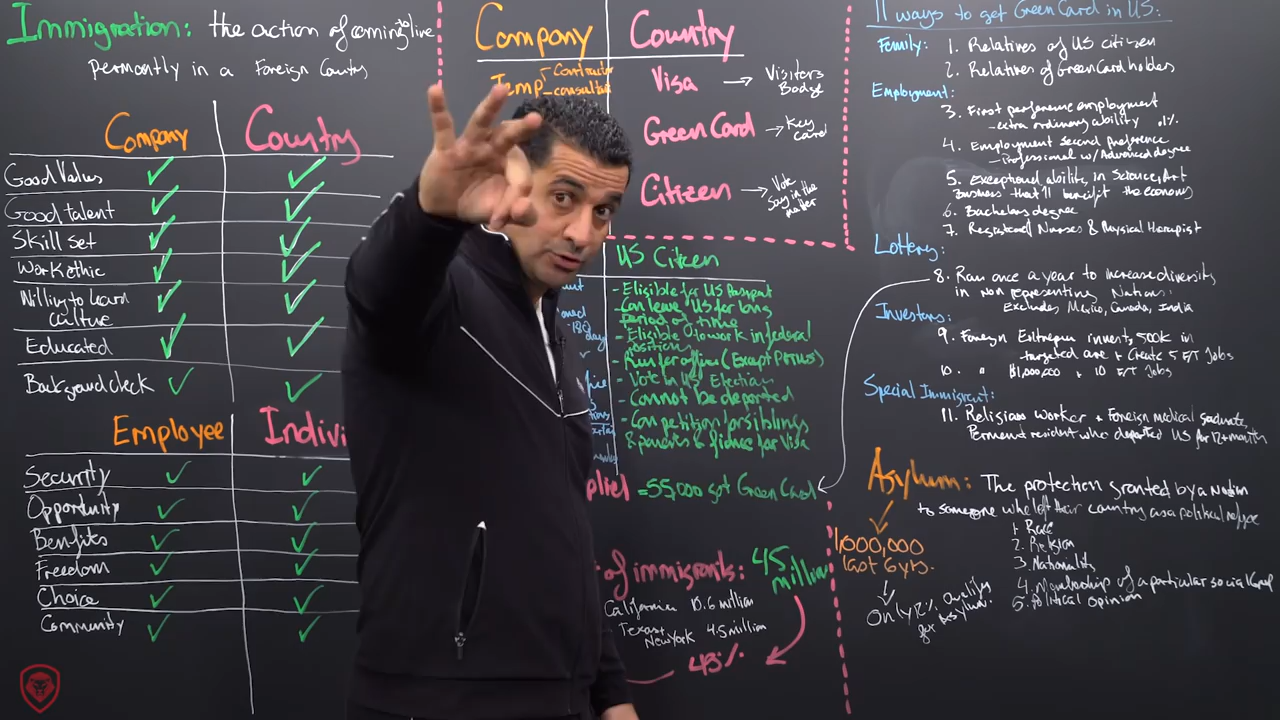 Immigration: the action of coming to live
permantly in a Foreign Country
Company Country
Good Values
Good talent
Skill set
Work ethic
Willing to learn
culture
Educated
Background check
Employee Indivi
Security
Opportunity
Benefits
Freedom
Choice
Community
Company Country
Temp - Contractor
- consultant
Visa → Visitors
Badge
Green Card → Key
card
Citizen → Vote
Say in the
matter
US Citizen
- Eligible for US Passport
- Can leave US for long
period of time
- Eligible to work in federal
positions
- Run for office (Except POTUS)
- Vote in US Election
- Cannot be deported
- Can petition for siblings
parents & fiance for Visa
= 55,000 got Green Card
of immigrants: 45
million
California 10.6 million
Texas
New York 4.5 million
43%
11 ways to get Green Card in US:
Family: 1. Relatives of US citizen
2. Relatives of Green Card holders
Employment:
3. First preference employment
- extra ordinary ability .1%
4. Employment Second preference
- Professional w/ Advanced degree
5. Exceptional ability in Science, Art
business that'll benefit the economy
6. Bachelors degree
7. Registered Nurses & Physical therapist
Lottery:
8. Ran once a year to increase diversity
in non representing Nations.
Excludes Mexico, Canada, India
Investors:
9. Foreign Entrepreneur invents 500K in
targeted area + Create 5 F/T Jobs
10. " $1,000,000 + 10 F/T Jobs
Special Immigrant:
11. Religious worker + Foreign medical graduate,
Permanent resident who departed US for 12+ month
Asylum: The protection granted by a Nation
to someone who left their country as a political refugee
1. Race
2. Religion
3. Nationality
4. Membership of a particular social group
5. Political opinion
1,000,000
last 6 yrs.
Only 12% Qualify
for asylum.